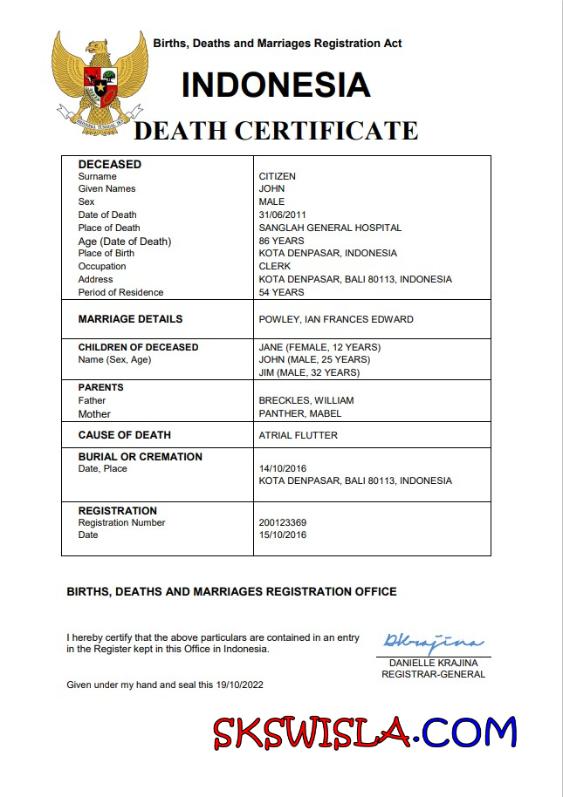 Births, Deaths and Marriages Registration Act
INDONESIA
DEATH CERTIFICATE
DECEASED
Surname CITIZEN
Given Names JOHN
Sex MALE
Date of Death 31/06/2011
Place of Death SANGLAH GENERAL HOSPITAL
Age (Date of Death) 86 YEARS
Place of Birth KOTA DENPASAR, INDONESIA
Occupation CLERK
Address KOTA DENPASAR, BALI 80113, INDONESIA
Period of Residence 54 YEARS
MARRIAGE DETAILS POWLEY, IAN FRANCES EDWARD
CHILDREN OF DECEASED JANE (FEMALE, 12 YEARS)
Name (Sex, Age) JOHN (MALE, 25 YEARS)
JIM (MALE, 32 YEARS)
PARENTS
Father BRECKLES, WILLIAM
Mother PANTHER, MABEL
CAUSE OF DEATH ATRIAL FLUTTER
BURIAL OR CREMATION
Date, Place 14/10/2016
KOTA DENPASAR, BALI 80113, INDONESIA
REGISTRATION
Registration Number 200123369
Date 15/10/2016
BIRTHS, DEATHS AND MARRIAGES REGISTRATION OFFICE
I hereby certify that the above particulars are contained in an entry
in the Register kept in this Office in Indonesia.
DKrajina
DANIELLE KRAJINA
REGISTRAR-GENERAL
Given under my hand and seal this 19/10/2022
SKSWISLA.COM